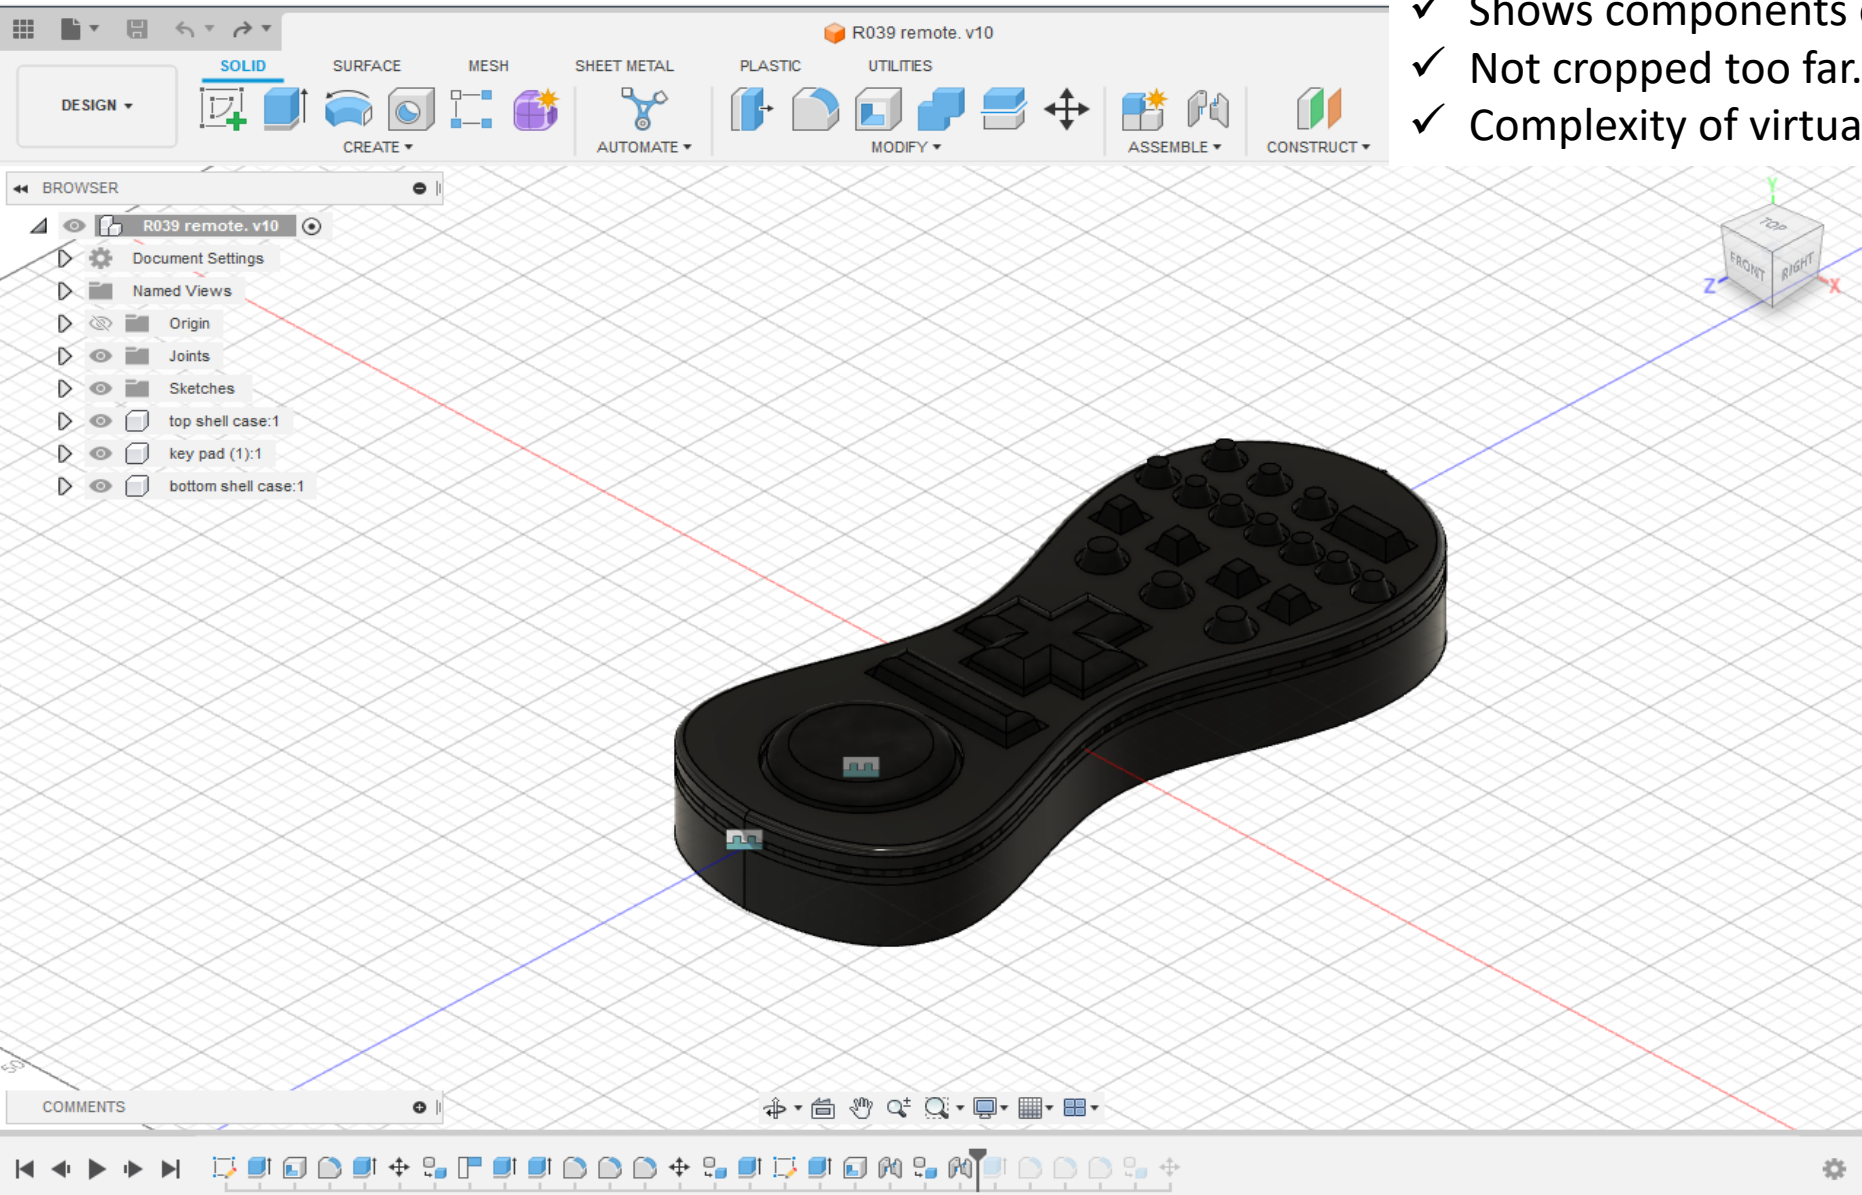 R039 remote. v10
Shows components
✓ Not cropped too far.
✓ Complexity of virtua
SOLID SURFACE MESH SHEET METAL PLASTIC UTILITIES
DESIGN
CREATE AUTOMATE MODIFY ASSEMBLE CONSTRUCT
BROWSER
R039 remote. v10
Document Settings
Named Views
Origin
Joints
Sketches
top shell case:1
key pad (1):1
bottom shell case:1
Y
TOP
FRONT RIGHT
Z X
50
COMMENTS